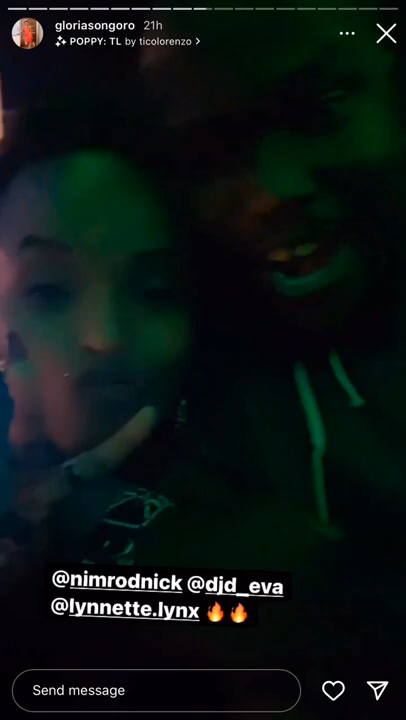 gloriasongoro 21h
POPPY: TL by ticolorenzo >
@nimrodnick @djd_eva
@lynnette.lynx 🔥🔥
Send message